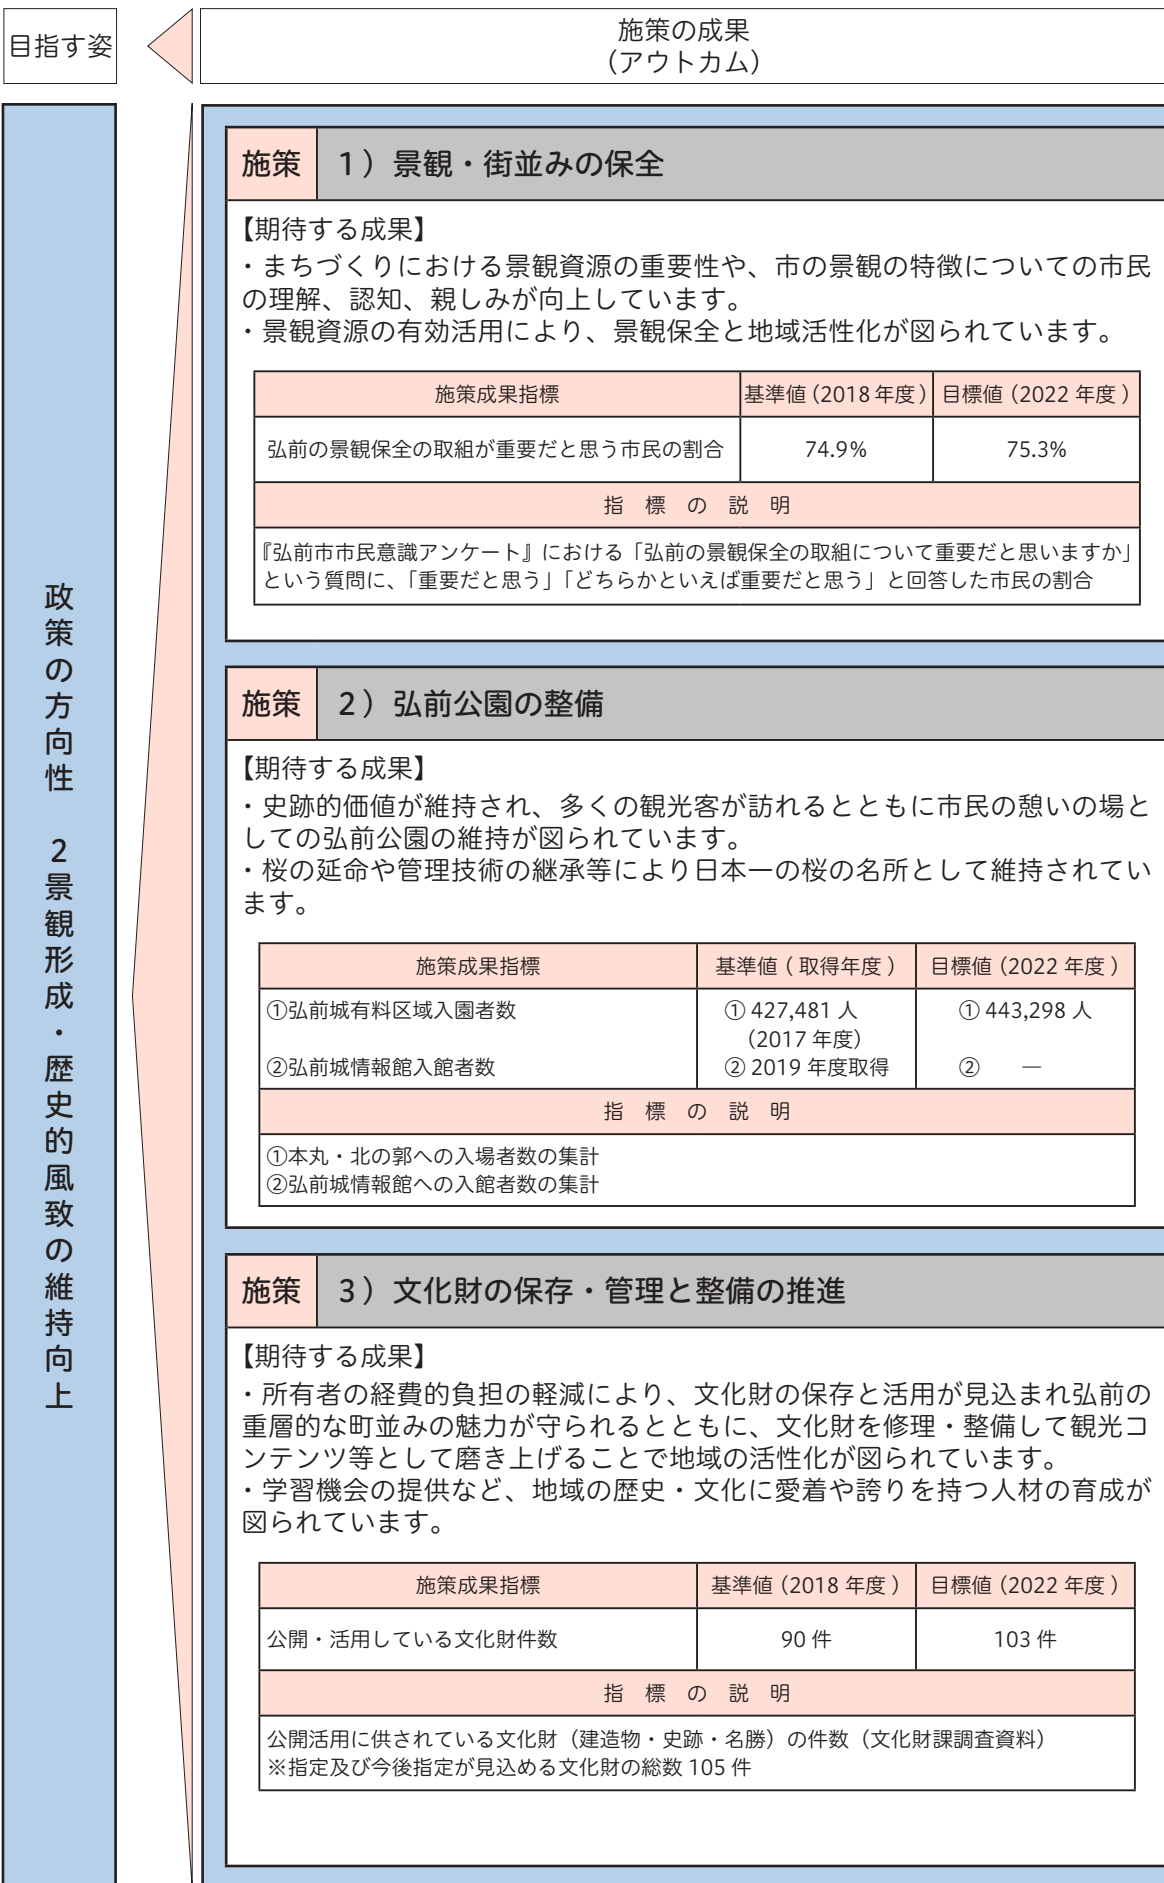 目指す姿
施策の成果
（アウトカム）
政策の方向性　2景観形成・歴史的風致の維持向上
施策　1）景観・街並みの保全
【期待する成果】
・まちづくりにおける景観資源の重要性や、市の景観の特徴についての市民
の理解、認知、親しみが向上しています。
・景観資源の有効活用により、景観保全と地域活性化が図られています。
施策成果指標　基準値（2018 年度）　目標値（2022 年度）
弘前の景観保全の取組が重要だと思う市民の割合　74.9%　75.3%
指　標　の　説　明
『弘前市市民意識アンケート』における「弘前の景観保全の取組について重要だと思いますか」
という質問に、「重要だと思う」「どちらかといえば重要だと思う」と回答した市民の割合
施策　2）弘前公園の整備
【期待する成果】
・史跡的価値が維持され、多くの観光客が訪れるとともに市民の憩いの場と
しての弘前公園の維持が図られています。
・桜の延命や管理技術の継承等により日本一の桜の名所として維持されてい
ます。
施策成果指標　基準値（取得年度）　目標値（2022 年度）
①弘前城有料区域入園者数　① 427,481 人　① 443,298 人
（2017 年度）
②弘前城情報館入館者数　② 2019 年度取得　②　―
指　標　の　説　明
①本丸・北の郭への入場者数の集計
②弘前城情報館への入館者数の集計
施策　3）文化財の保存・管理と整備の推進
【期待する成果】
・所有者の経費的負担の軽減により、文化財の保存と活用が見込まれ弘前の
重層的な町並みの魅力が守られるとともに、文化財を修理・整備して観光コ
ンテンツ等として磨き上げることで地域の活性化が図られています。
・学習機会の提供など、地域の歴史・文化に愛着や誇りを持つ人材の育成が
図られています。
施策成果指標　基準値（2018 年度）　目標値（2022 年度）
公開・活用している文化財件数　90 件　103 件
指　標　の　説　明
公開活用に供されている文化財（建造物・史跡・名勝）の件数（文化財課調査資料）
※指定及び今後指定が見込める文化財の総数 105 件